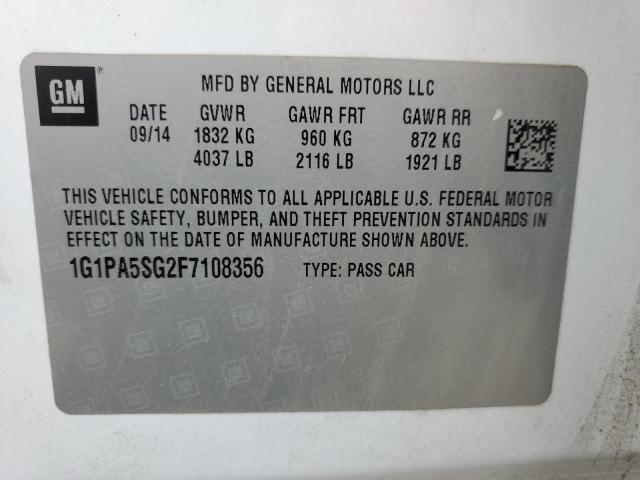 GM ®
MFD BY GENERAL MOTORS LLC
DATE GVWR GAWR FRT GAWR RR
09/14 1832 KG 960 KG 872 KG
4037 LB 2116 LB 1921 LB
THIS VEHICLE CONFORMS TO ALL APPLICABLE U.S. FEDERAL MOTOR
VEHICLE SAFETY, BUMPER, AND THEFT PREVENTION STANDARDS IN
EFFECT ON THE DATE OF MANUFACTURE SHOWN ABOVE.
1G1PA5SG2F7108356 TYPE: PASS CAR